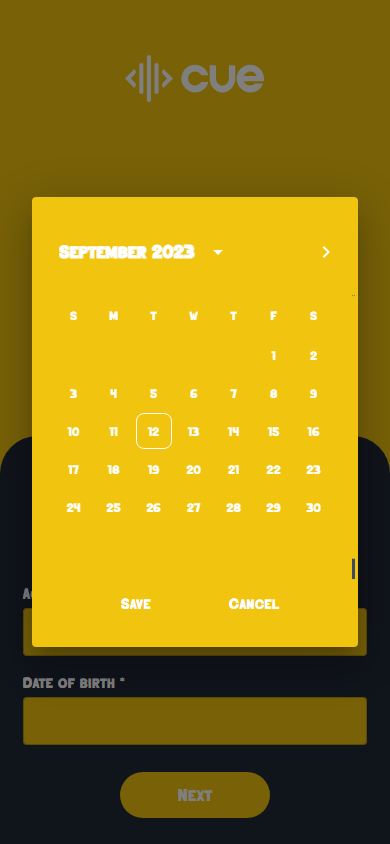 cue
September 2023
S M T W T F S
1 2
3 4 5 6 7 8 9
10 11 12 13 14 15 16
17 18 19 20 21 22 23
24 25 26 27 28 29 30
Save Cancel
Date of birth *
Next